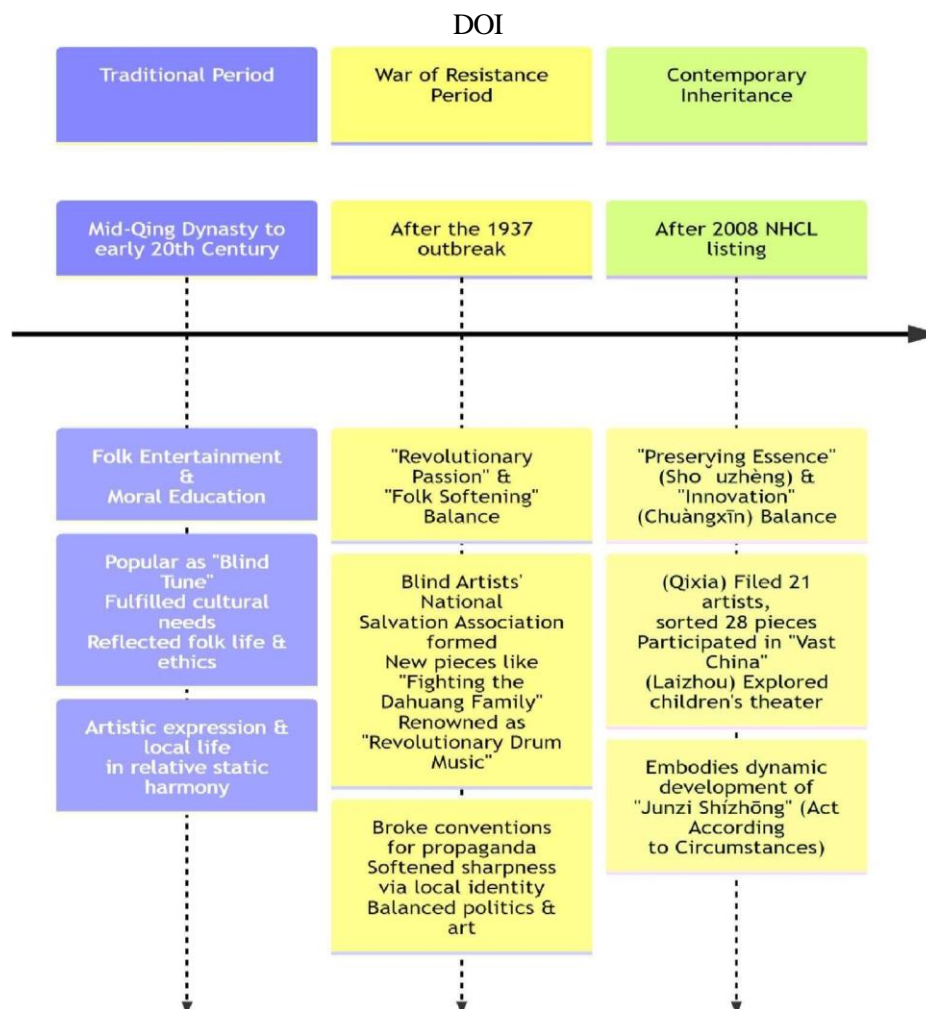 DOI
Traditional Period
War of Resistance
Period
Contemporary
Inheritance
Mid-Qing Dynasty to
early 20th Century
After the 1937
outbreak
After 2008 NHCL
listing
Folk Entertainment
&
Moral Education
Popular as "Blind
Tune"
Fulfilled cultural
needs
Reflected folk life &
ethics
Artistic expression &
local life
in relative static
harmony
"Revolutionary
Passion" &
"Folk Softening"
Balance
Blind Artists'
National
Salvation Association
formed
New pieces like
"Fighting the
Dahuang Family"
Renowned as
"Revolutionary Drum
Music"
Broke conventions
for propaganda
Softened sharpness
via local identity
Balanced politics &
art
"Preserving Essence"
(Sho ̆uzhèng) &
"Innovation"
(Chuàngxīn) Balance
(Qixia) Filed 21
artists,
sorted 28 pieces
Participated in "Vast
China"
(Laizhou) Explored
children's theater
Embodies dynamic
development of
"Junzi Shízhōng" (Act
According
to Circumstances)